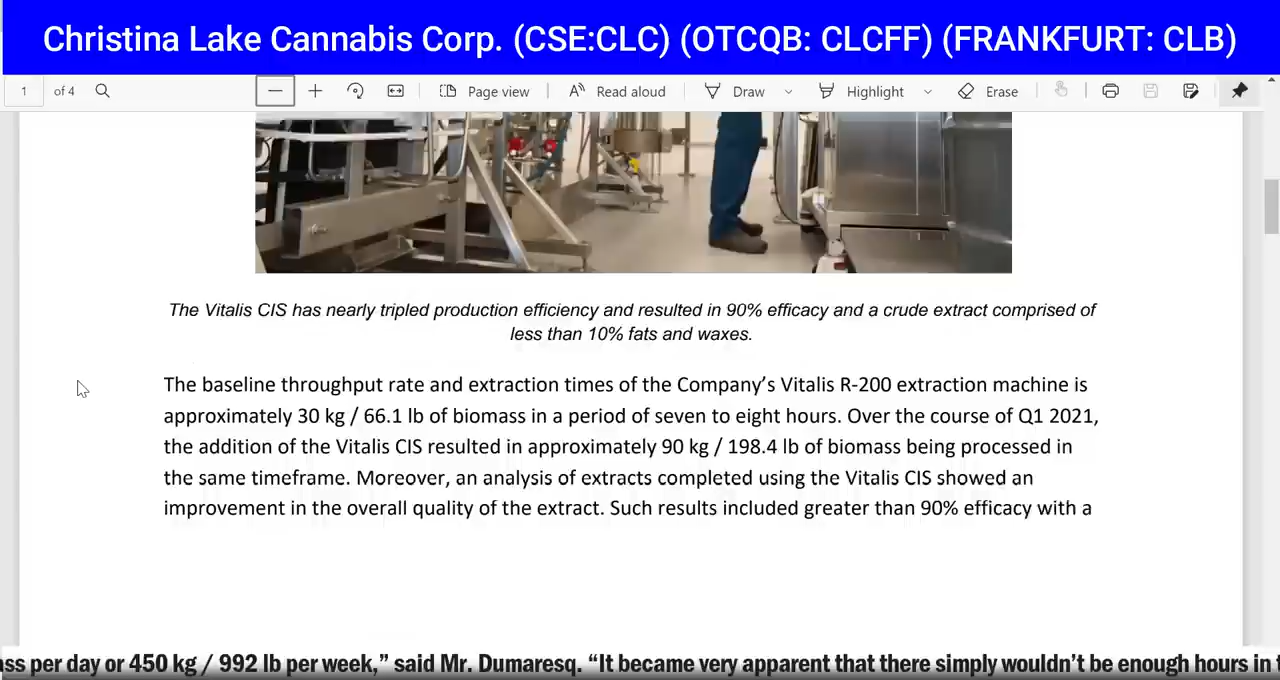 Christina Lake Cannabis Corp. (CSE:CLC) (OTCQB: CLCFF) (FRANKFURT: CLB)
1 of 4 Page view Read aloud Draw Highlight Erase
The Vitalis CIS has nearly tripled production efficiency and resulted in 90% efficacy and a crude extract comprised of
less than 10% fats and waxes.
The baseline throughput rate and extraction times of the Company’s Vitalis R-200 extraction machine is
approximately 30 kg / 66.1 lb of biomass in a period of seven to eight hours. Over the course of Q1 2021,
the addition of the Vitalis CIS resulted in approximately 90 kg / 198.4 lb of biomass being processed in
the same timeframe. Moreover, an analysis of extracts completed using the Vitalis CIS showed an
improvement in the overall quality of the extract. Such results included greater than 90% efficacy with a
ss per day or 450 kg / 992 lb per week,” said Mr. Dumaresq. “It became very apparent that there simply wouldn’t be enough hours in t